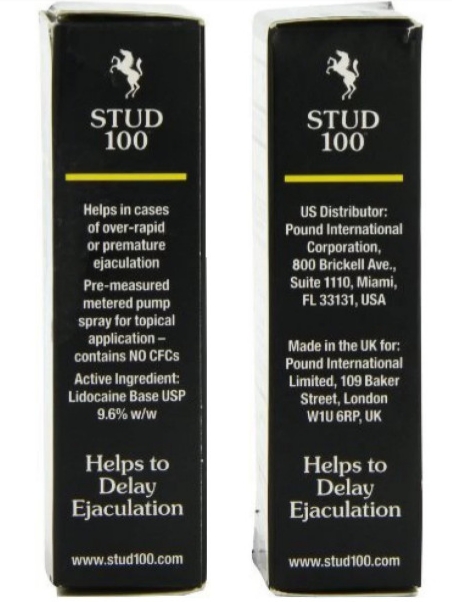 STUD
100
Helps in cases
of over-rapid
or premature
ejaculation
Pre-measured
metered pump
spray for topical
application –
contains NO CFCs
Active Ingredient:
Lidocaine Base USP
9.6% w/w
Helps to
Delay
Ejaculation
www.stud100.com
STUD
100
US Distributor:
Pound International
Corporation,
800 Brickell Ave.,
Suite 1110, Miami,
FL 33131, USA
Made in the UK for:
Pound International
Limited, 109 Baker
Street, London
W1U 6RP, UK
Helps to
Delay
Ejaculation
www.stud100.com